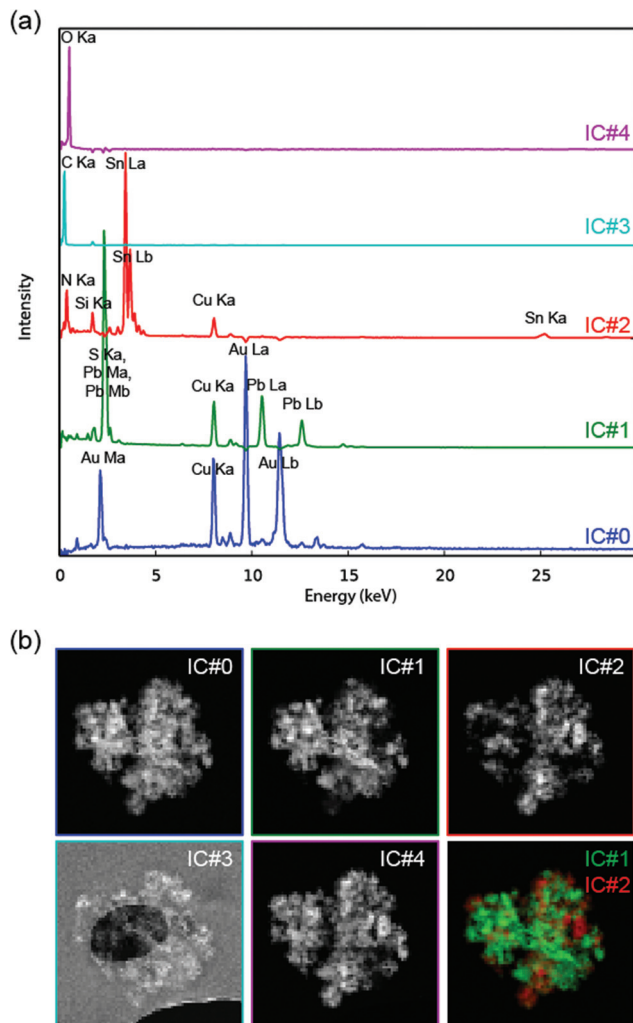 (a)
O Ka
IC#4
C Ka
Sn La
IC#3
Sn Lb
N Ka
Si Ka
Cu Ka
Sn Ka
IC#2
Au La
S Ka,
Pb Ma,
Pb Mb
Cu Ka
Pb La
Pb Lb
IC#1
Au Ma
Cu Ka
Au Lb
IC#0
Intensity
0 5 10 15 20 25
Energy (keV)
(b)
IC#0
IC#1
IC#2
IC#3
IC#4
IC#1
IC#2